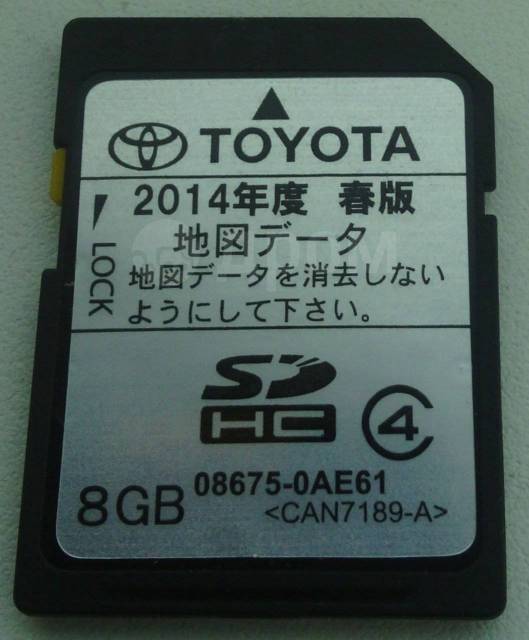 TOYOTA
2014年度 春版
地図データ
地図データを消去しない
ようにして下さい。
LOCK
SD
HC
4
8GB
08675-0AE61
<CAN7189-A>